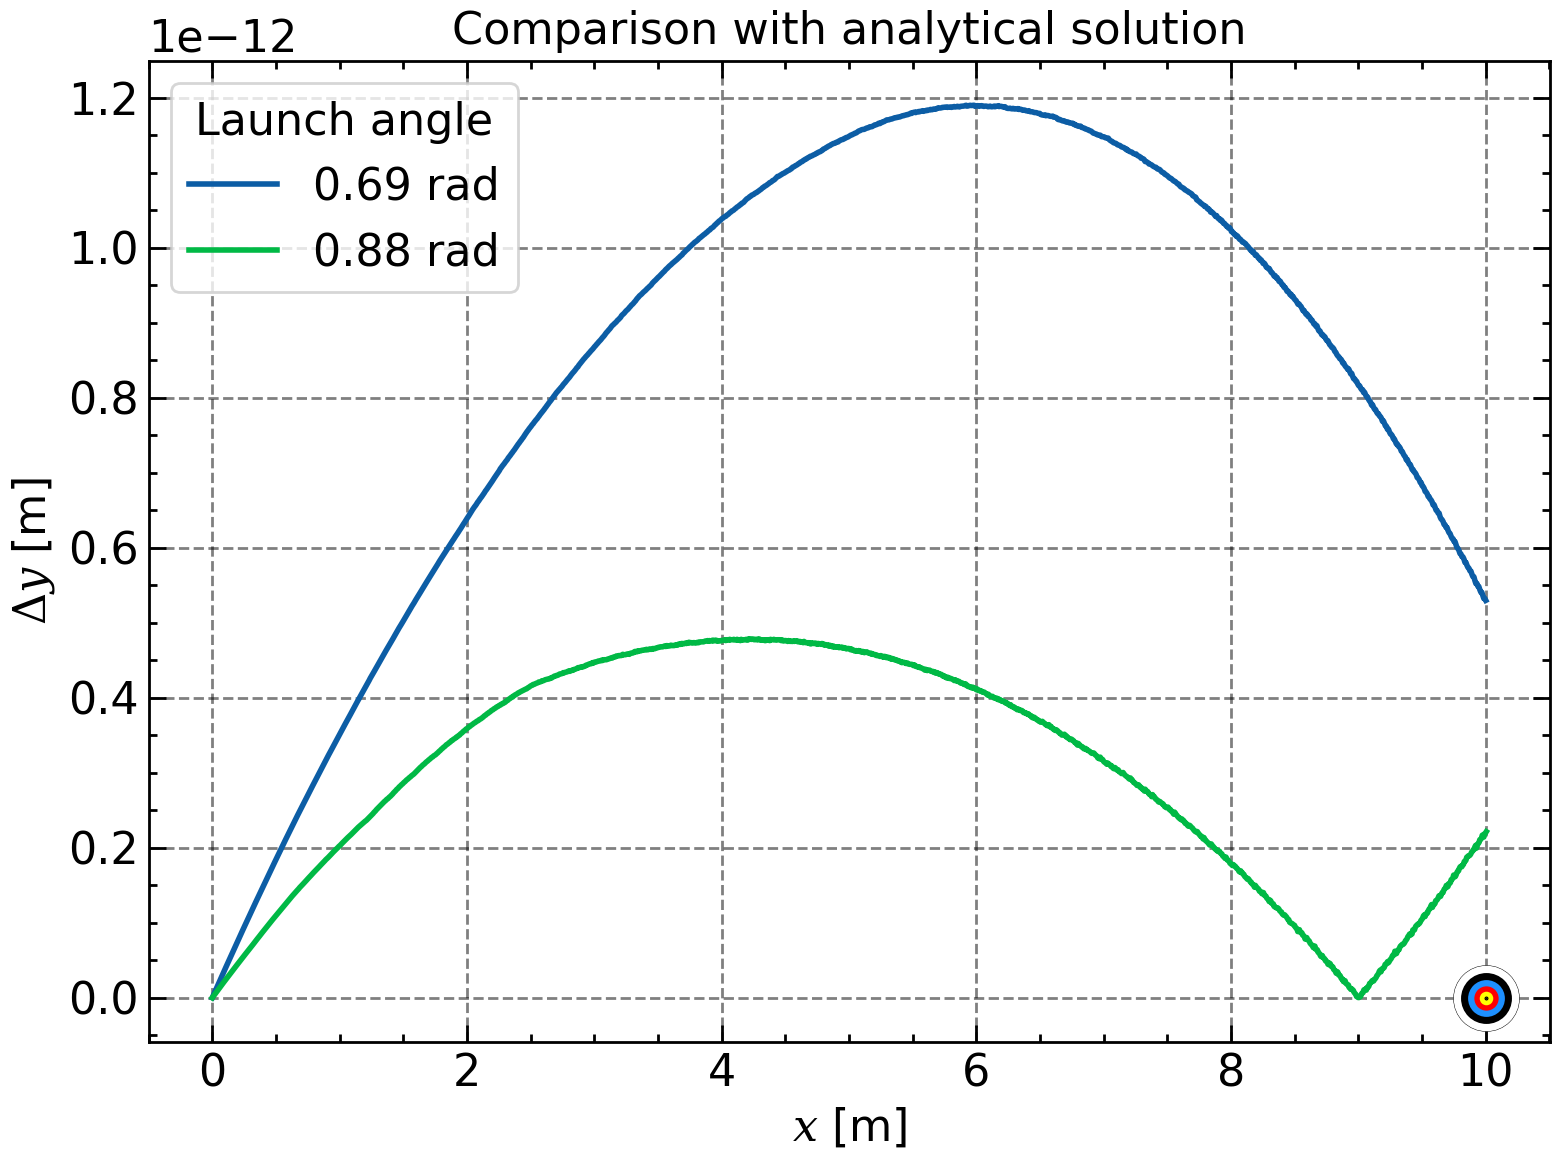 Comparison with analytical solution
1e−12
1.2
1.0
0.8
0.6
0.4
0.2
0.0
Δy [m]
Launch angle
0.69 rad
0.88 rad
0 2 4 6 8 10
x [m]